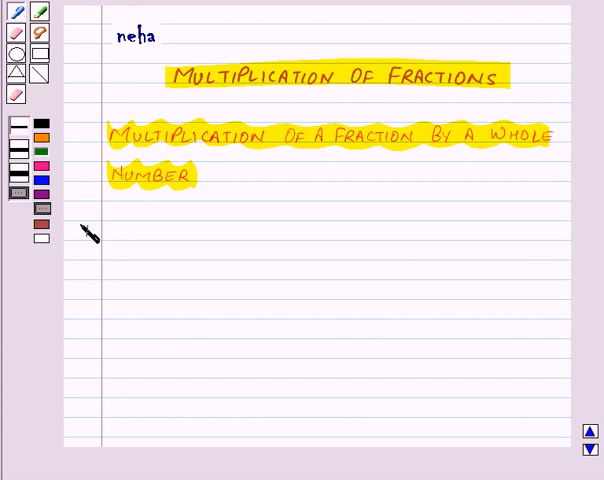 neha
MULTIPLICATION OF FRACTIONS
MULTIPLICATION OF A FRACTION BY A WHOLE
NUMBER